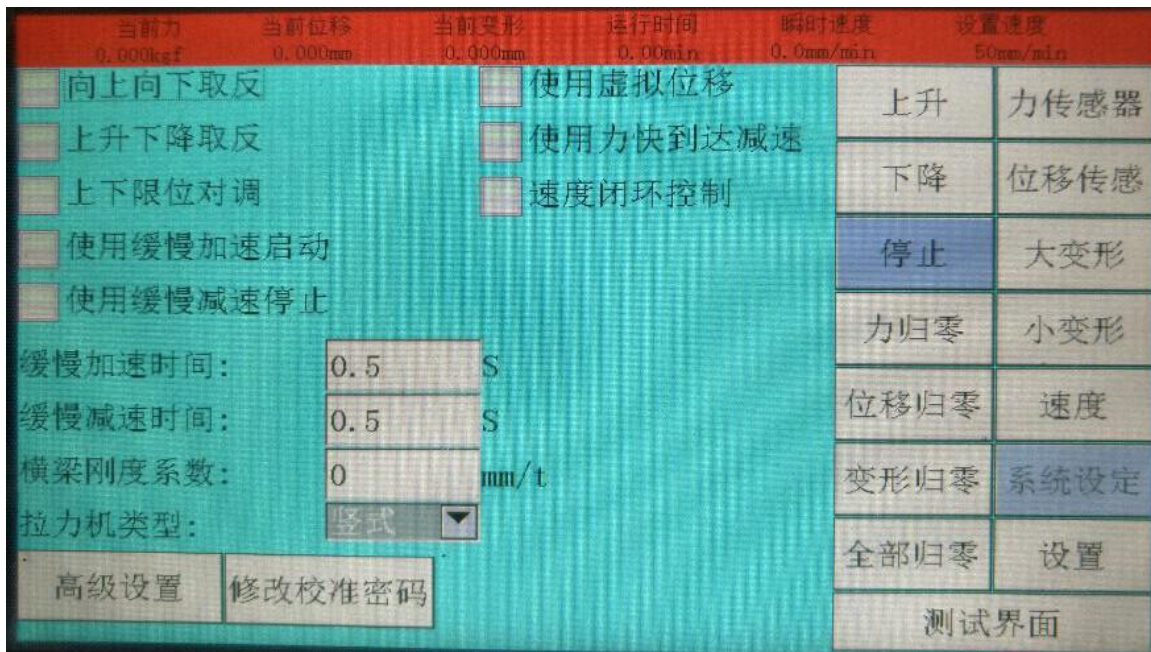 当前力 当前位移 当前变形 运行时间 瞬时速度 设置速度
0.000kgf 0.000mm 0.000mm 0.00min 0.0mm/min 50mm/min
向上向下取反 使用虚拟位移
上升下降取反 使用力快到达减速
上下限位对调 速度闭环控制
使用缓慢加速启动
使用缓慢减速停止
缓慢加速时间: 0.5 S
缓慢减速时间: 0.5 S
横梁刚度系数: 0 mm/t
拉力机类型: 竖式
高级设置 修改校准密码
上升 力传感器
下降 位移传感
停止 大变形
力归零 小变形
位移归零 速度
变形归零 系统设定
全部归零 设置
测试界面